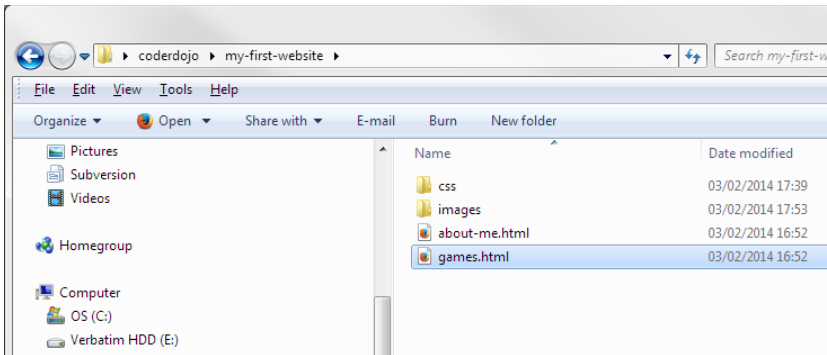 coderdojo my-first-website
Search my-first-w
File Edit View Tools Help
Organize Open Share with E-mail Burn New folder
Pictures
Subversion
Videos
Homegroup
Computer
OS (C:)
Verbatim HDD (E:)
Name Date modified
css 03/02/2014 17:39
images 03/02/2014 17:53
about-me.html 03/02/2014 16:52
games.html 03/02/2014 16:52